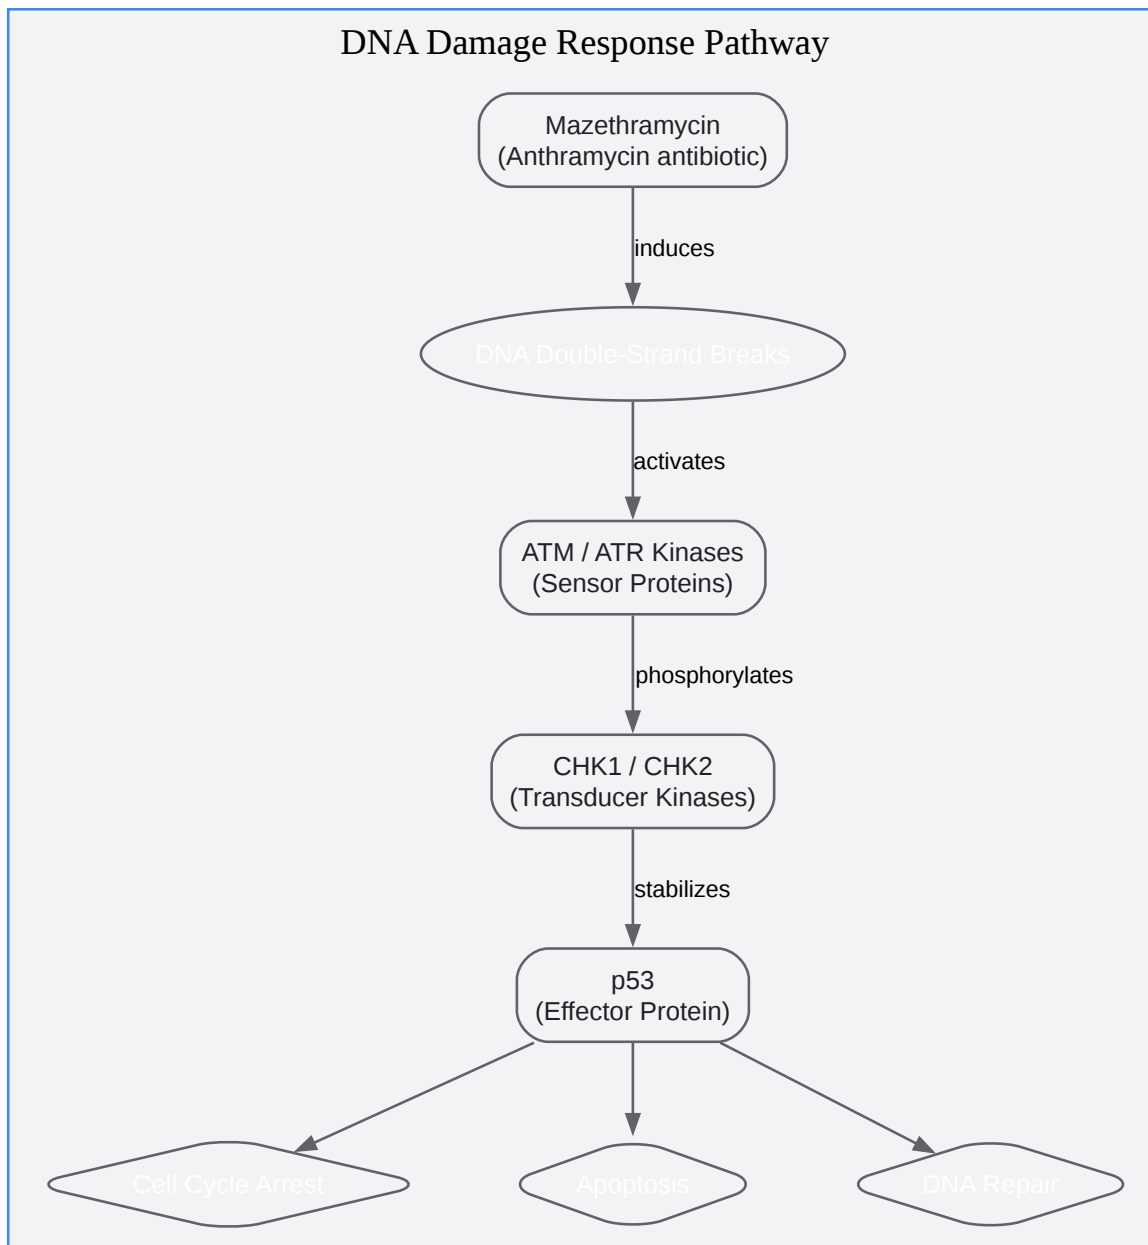 DNA Damage Response Pathway
Mazethramycin
(Anthramycin antibiotic)
induces
DNA Double-Strand Breaks
activates
ATM / ATR Kinases
(Sensor Proteins)
phosphorylates
CHK1 / CHK2
(Transducer Kinases)
stabilizes
p53
(Effector Protein)
Cell Cycle Arrest
Apoptosis
DNA Repair